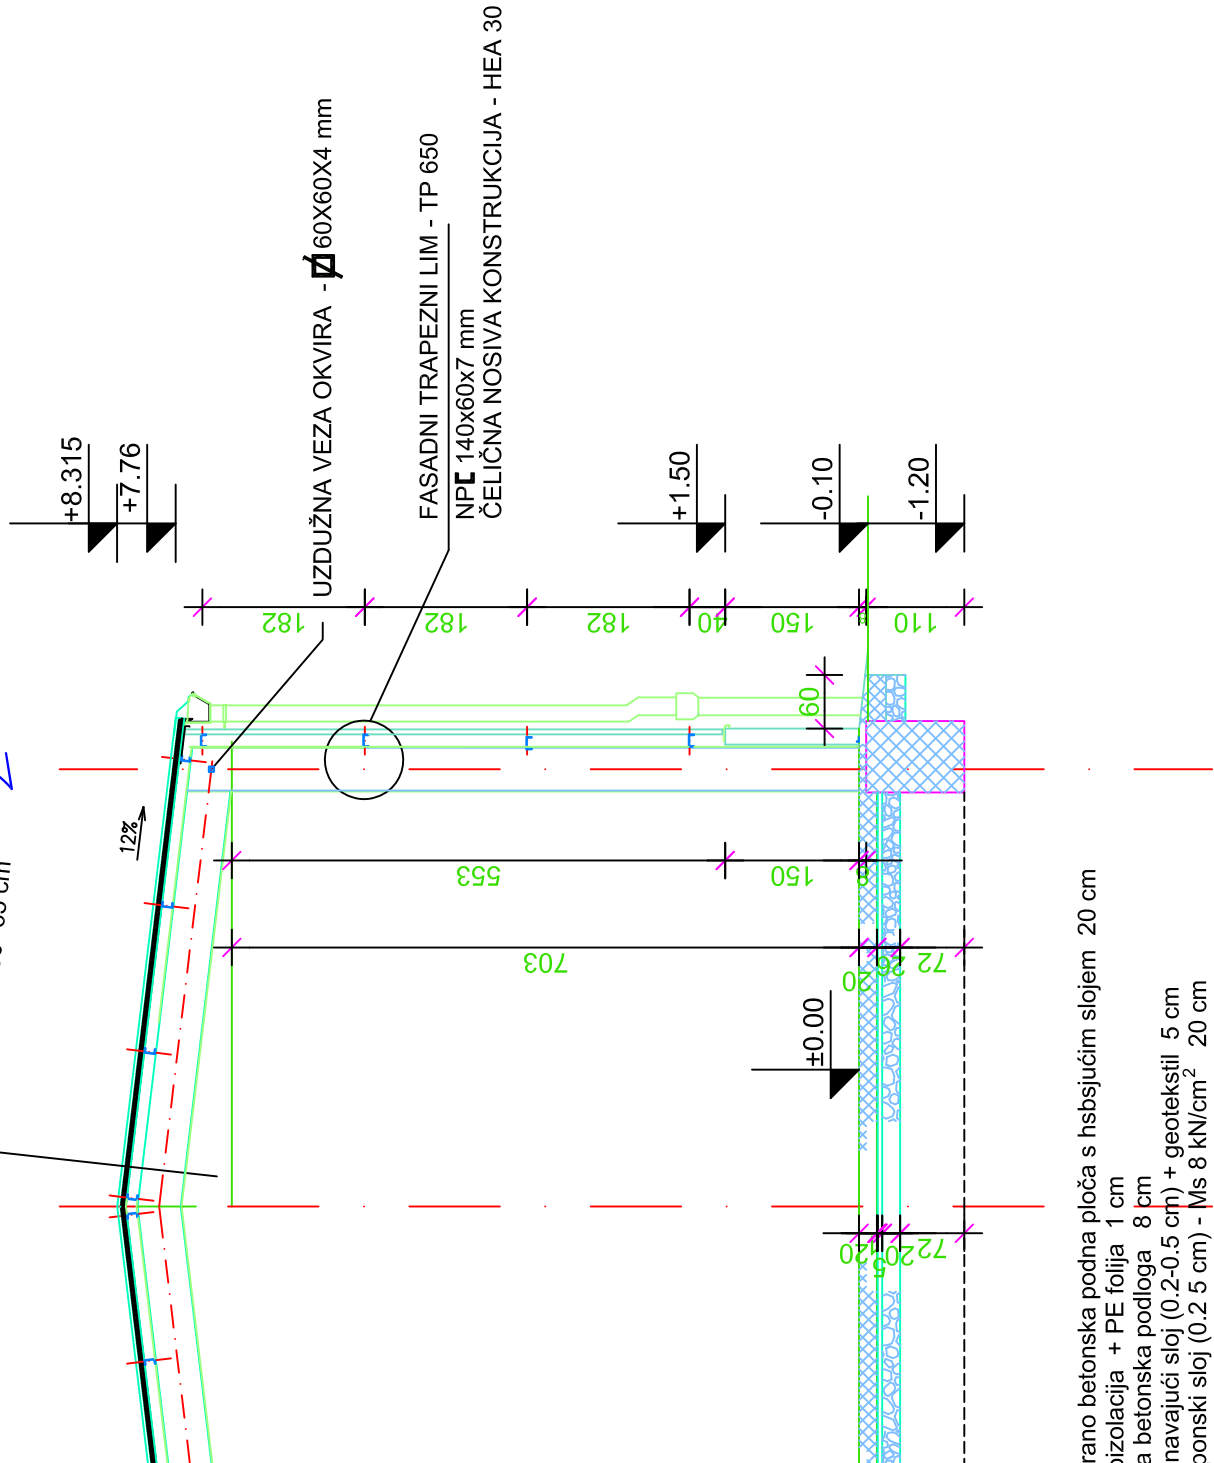 +8.315
+7.76
UZDUŽNA VEZA OKVIRA - 60X60X4 mm
FASADNI TRAPEZNI LIM - TP 650
NP[ 140x60x7 mm
ČELIČNA NOSIVA KONSTRUKCIJA - HEA 30
+1.50
-0.10
-1.20
182
182
182
40
150
8
110
60
12%
553
150
8
703
20
26
72
±0.00
120
5
20
72
rano betonska podna ploča s hsbsjućim slojem 20 cm
oizolacija + PE folija 1 cm
a betonska podloga 8 cm
navajući sloj (0.2-0.5 cm) + geotekstil 5 cm
ponski sloj (0.2 5 cm) - Ms 8 kN/cm² 20 cm